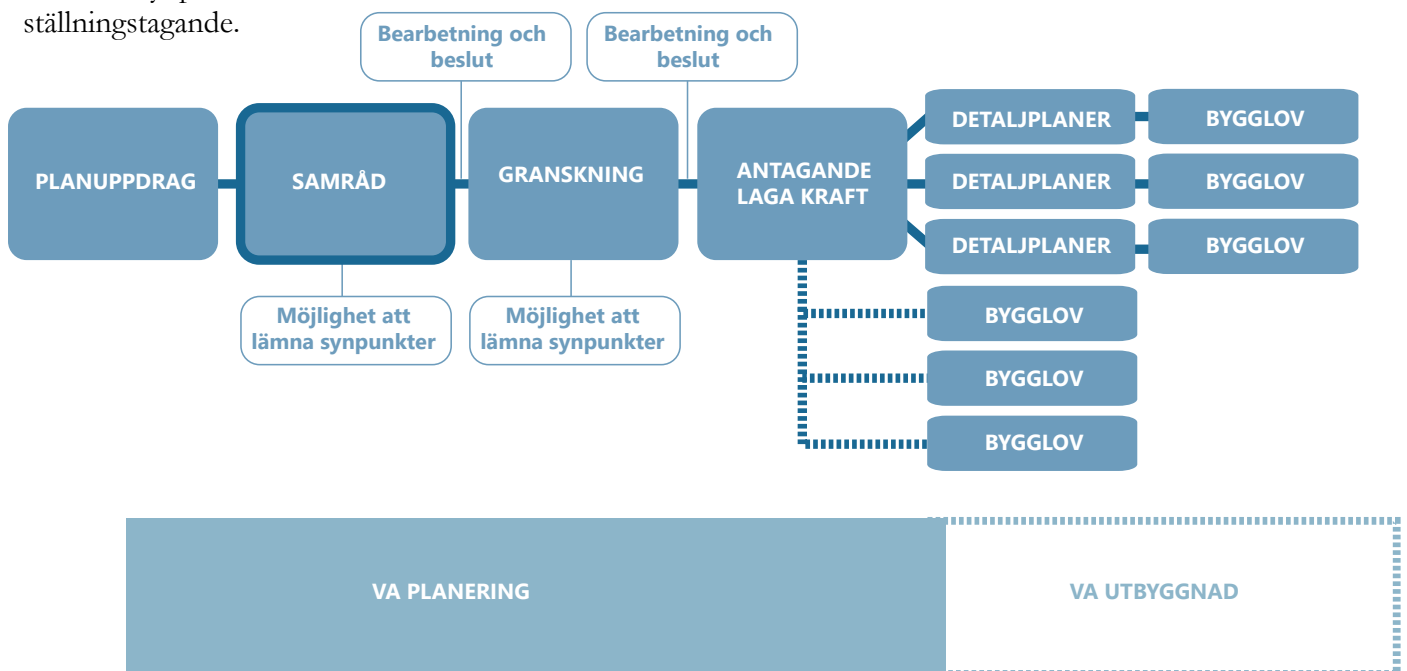 ställningstagande.
Bearbetning och
beslut
Bearbetning och
beslut
PLANUPPDRAG
SAMRÅD
GRANSKNING
ANTAGANDE
LAGA KRAFT
DETALJPLANER
BYGGLOV
DETALJPLANER
BYGGLOV
DETALJPLANER
BYGGLOV
Möjlighet att
lämna synpunkter
Möjlighet att
lämna synpunkter
BYGGLOV
BYGGLOV
BYGGLOV
VA PLANERING
VA UTBYGGNAD